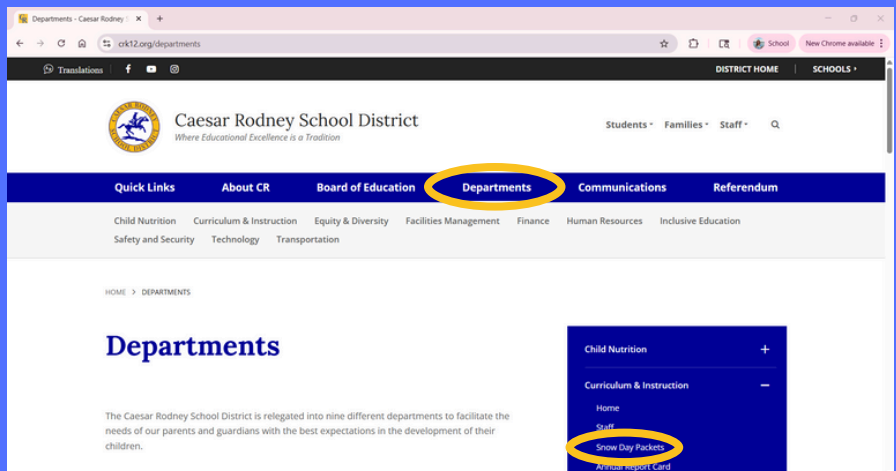 Departments - Caesar Rodney
crk12.org/departments
School
New Chrome available
Translations
DISTRICT HOME
SCHOOLS
CAESAR RODNEY
SCHOOL DISTRICT
Caesar Rodney School District
Where Educational Excellence is a Tradition
Students Families Staff
Quick Links About CR Board of Education Departments Communications Referendum
Child Nutrition Curriculum & Instruction Equity & Diversity Facilities Management Finance Human Resources Inclusive Education
Safety and Security Technology Transportation
HOME > DEPARTMENTS
Departments
The Caesar Rodney School District is relegated into nine different departments to facilitate the
needs of our parents and guardians with the best expectations in the development of their
children.
Child Nutrition +
Curriculum & Instruction −
Home
Staff
Snow Day Packets
Annual Report Card